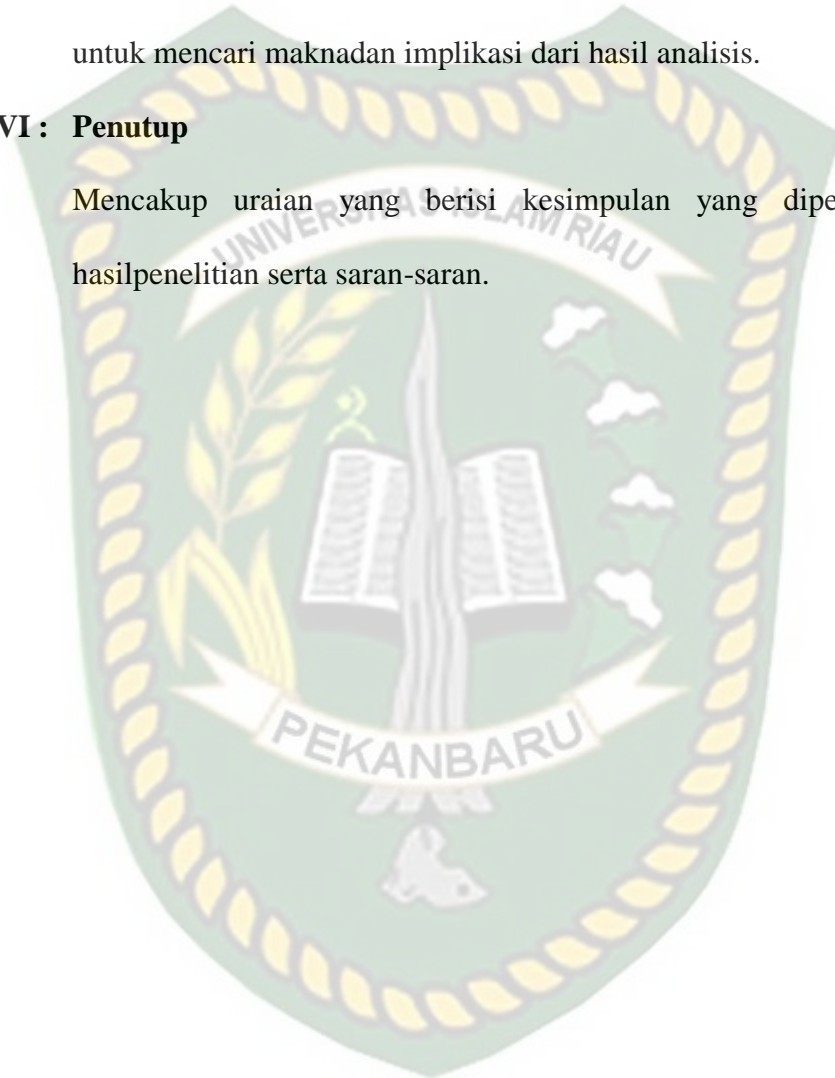 untuk mencari maknadan implikasi dari hasil analisis.
VI : Penutup
Mencakup uraian yang berisi kesimpulan yang dipe
hasilpenelitian serta saran-saran.
UNIVERSITAS ISLAM RIAU
PEKANBARU